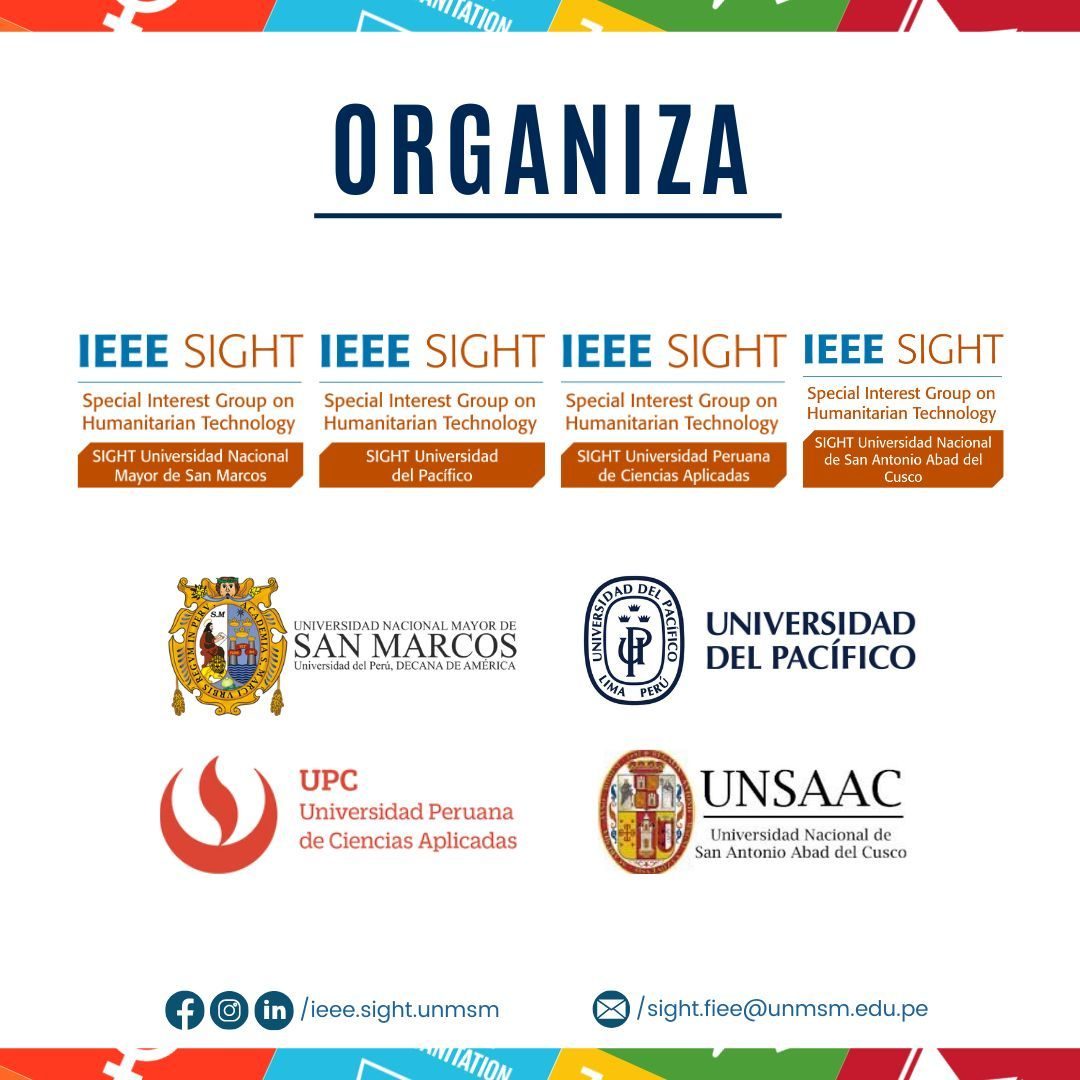 ANITATION
ORGANIZA
IEEE SIGHT
Special Interest Group on
Humanitarian Technology
SIGHT Universidad Nacional
Mayor de San Marcos
IEEE SIGHT
Special Interest Group on
Humanitarian Technology
SIGHT Universidad
del Pacífico
IEEE SIGHT
Special Interest Group on
Humanitarian Technology
SIGHT Universidad Peruana
de Ciencias Aplicadas
IEEE SIGHT
Special Interest Group on
Humanitarian Technology
SIGHT Universidad Nacional
de San Antonio Abad del
Cusco
S.M
UNIVERSIDAD NACIONAL MAYOR DE
SAN MARCOS
Universidad del Perú, DECANA DE AMÉRICA
UNIVERSIDAD DEL PACÍFICO
UP
LIMA PERÚ
UNIVERSIDAD
DEL PACÍFICO
UPC
Universidad Peruana
de Ciencias Aplicadas
UNSAAC
Universidad Nacional de
San Antonio Abad del Cusco
/ieee.sight.unmsm
/sight.fiee@unmsm.edu.pe
NITATION